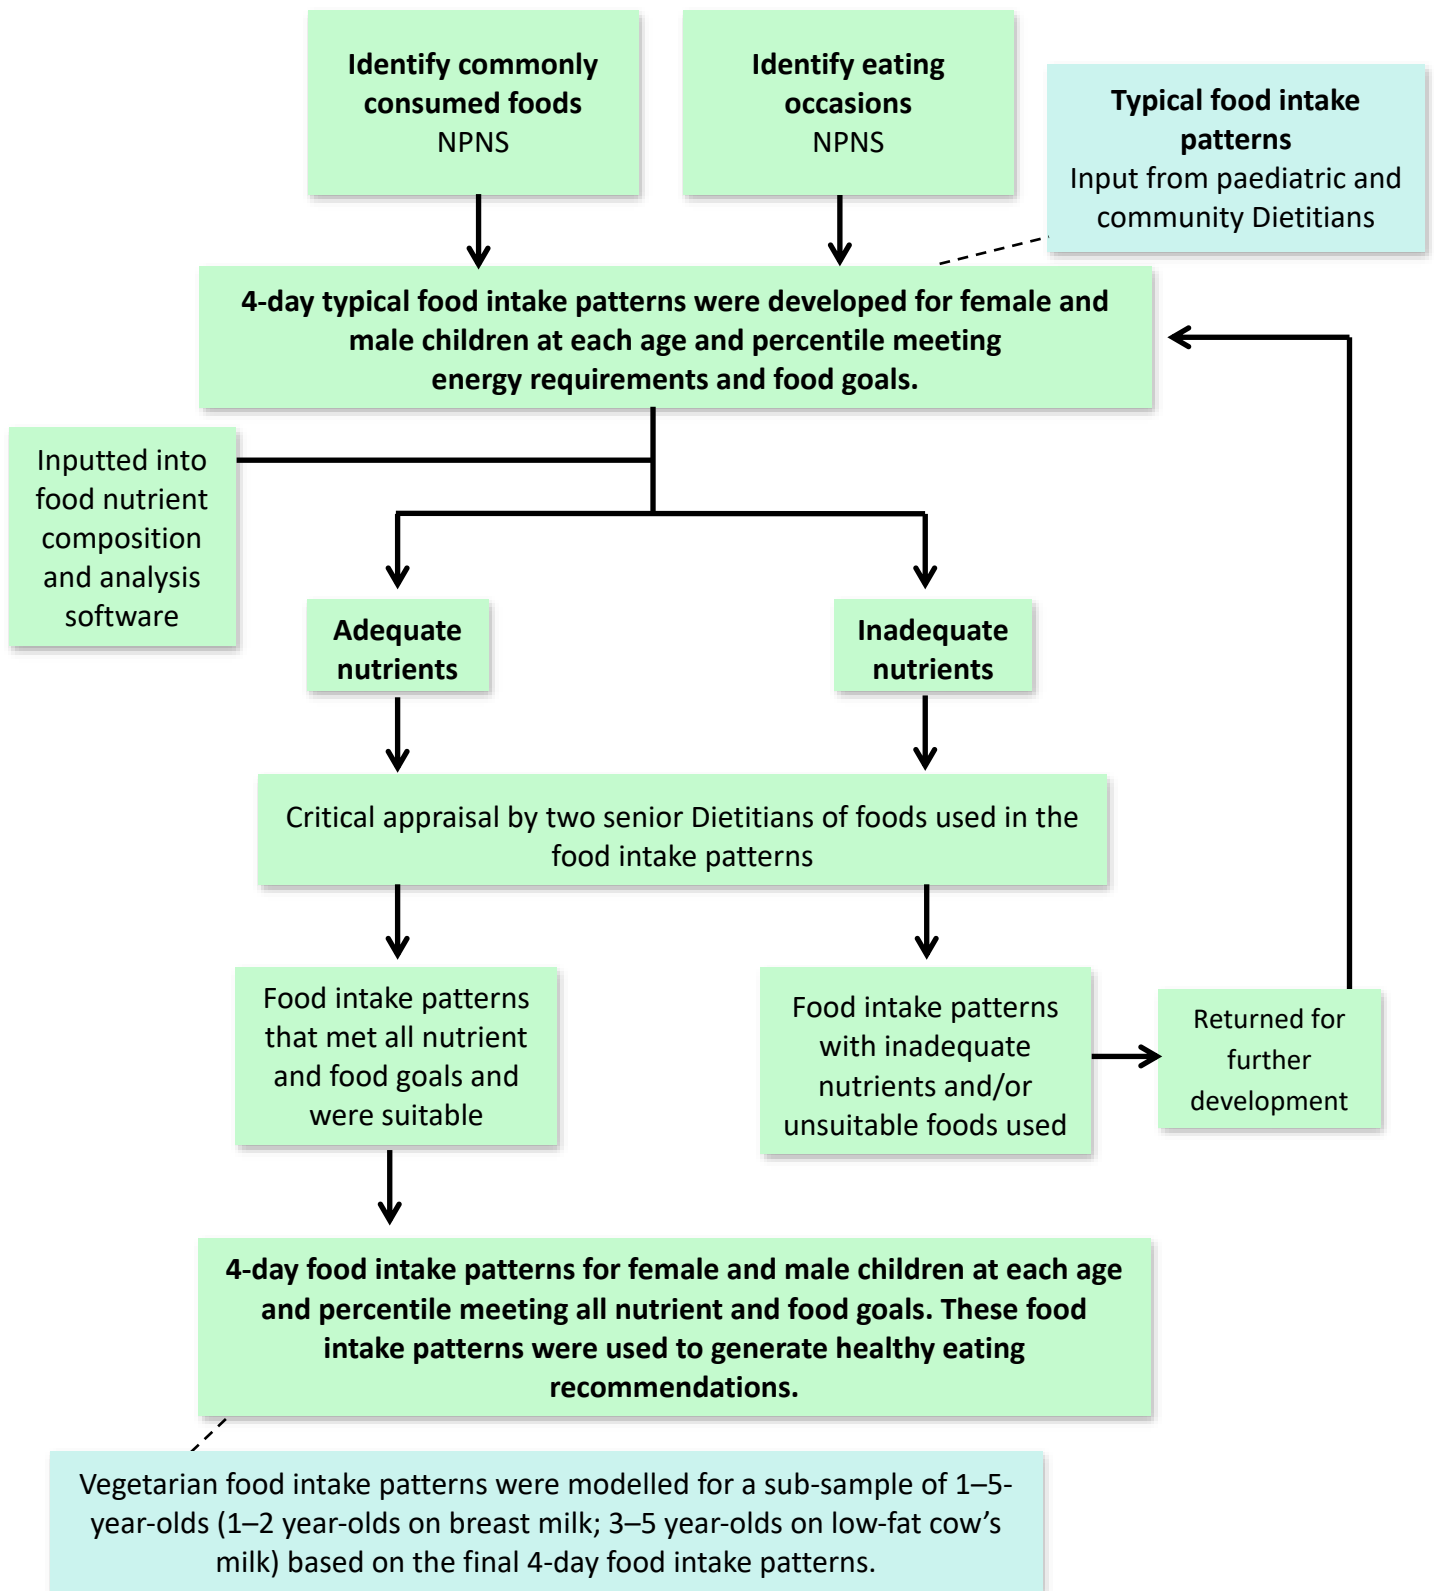 Identify commonly
consumed foods
NPNS
Identify eating
occasions
NPNS
Typical food intake
patterns
Input from paediatric and
community Dietitians
4-day typical food intake patterns were developed for female and
male children at each age and percentile meeting
energy requirements and food goals.
Inputted into
food nutrient
composition
and analysis
software
Adequate
nutrients
Inadequate
nutrients
Critical appraisal by two senior Dietitians of foods used in the
food intake patterns
Food intake patterns
that met all nutrient
and food goals and
were suitable
Food intake patterns
with inadequate
nutrients and/or
unsuitable foods used
Returned for
further
development
4-day food intake patterns for female and male children at each age
and percentile meeting all nutrient and food goals. These food
intake patterns were used to generate healthy eating
recommendations.
Vegetarian food intake patterns were modelled for a sub-sample of 1–5-
year-olds (1–2 year-olds on breast milk; 3–5 year-olds on low-fat cow's
milk) based on the final 4-day food intake patterns.